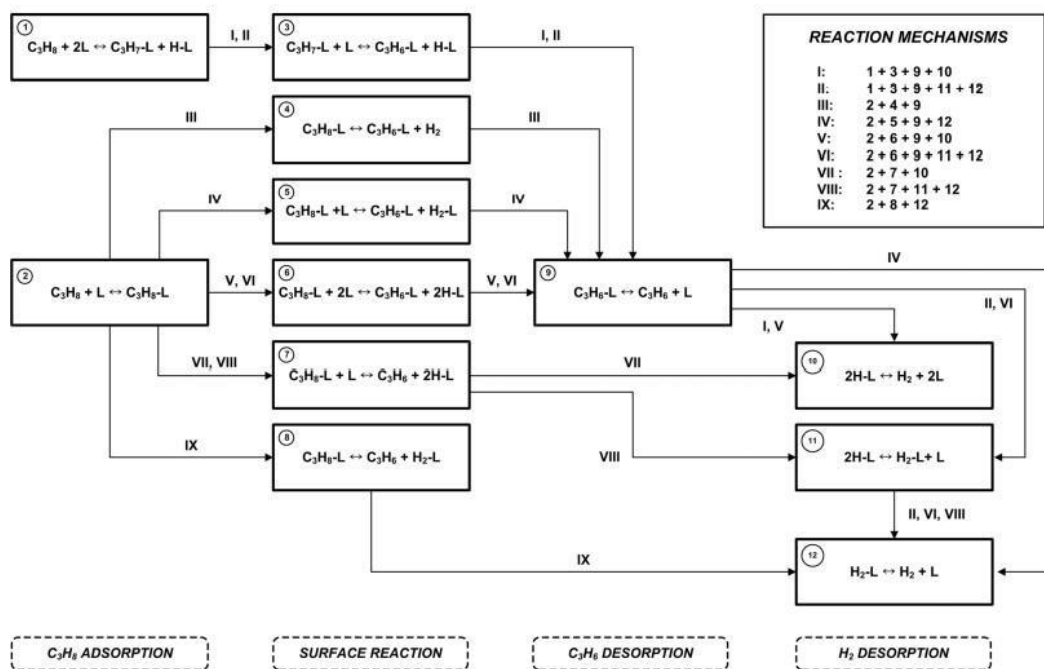 1
C₃H₈ + 2L ↔ C₃H₇-L + H-L
I, II
3
C₃H₇-L + L ↔ C₃H₆-L + H-L
I, II
REACTION MECHANISMS
I: 1 + 3 + 9 + 10
II: 1 + 3 + 9 + 11 + 12
III: 2 + 4 + 9
IV: 2 + 5 + 9 + 12
V: 2 + 6 + 9 + 10
VI: 2 + 6 + 9 + 11 + 12
VII : 2 + 7 + 10
VIII: 2 + 7 + 11 + 12
IX: 2 + 8 + 12
III
4
C₃H₈-L ↔ C₃H₆-L + H₂
III
IV
5
C₃H₈-L +L ↔ C₃H₆-L + H₂-L
IV
2
C₃H₈ + L ↔ C₃H₈-L
V, VI
6
C₃H₈-L + 2L ↔ C₃H₆-L + 2H-L
V, VI
9
C₃H₆-L ↔ C₃H₆ + L
IV
II, VI
I, V
VII, VIII
7
C₃H₈-L + L ↔ C₃H₆ + 2H-L
VII
10
2H-L ↔ H₂ + 2L
IX
8
C₃H₈-L ↔ C₃H₆ + H₂-L
VIII
11
2H-L ↔ H₂-L+ L
II, VI, VIII
IX
12
H₂-L ↔ H₂ + L
C₃H₈ ADSORPTION
SURFACE REACTION
C₃H₆ DESORPTION
H₂ DESORPTION